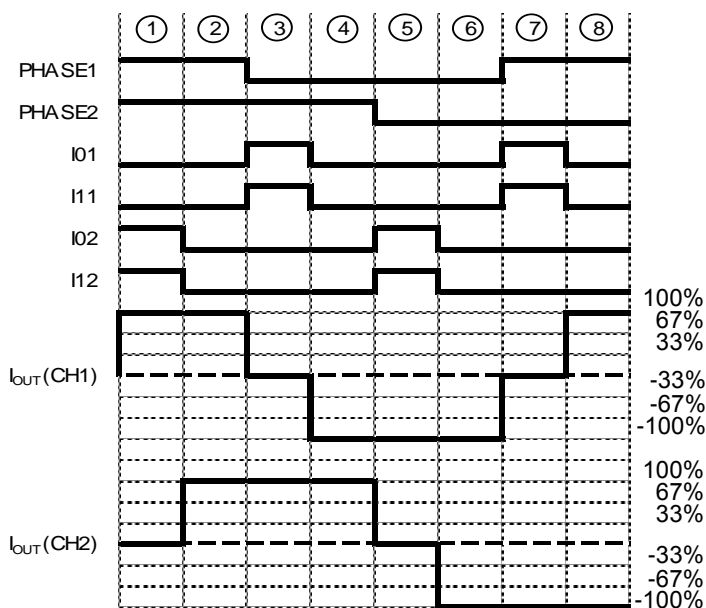 ① ② ③ ④ ⑤ ⑥ ⑦ ⑧
PHASE1
PHASE2
I01
I11
I02
I12
100%
67%
33%
IOUT(CH1)
-33%
-67%
-100%
100%
67%
33%
IOUT(CH2)
-33%
-67%
-100%